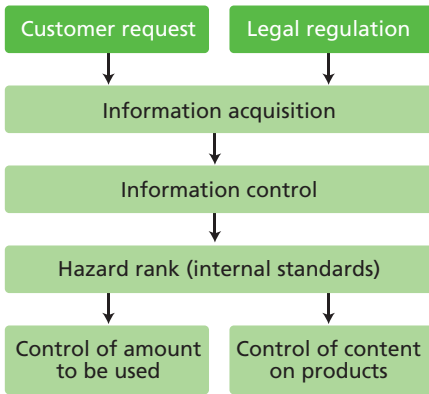 Customer request
Legal regulation
Information acquisition
Information control
Hazard rank (internal standards)
Control of amount
to be used
Control of content
on products